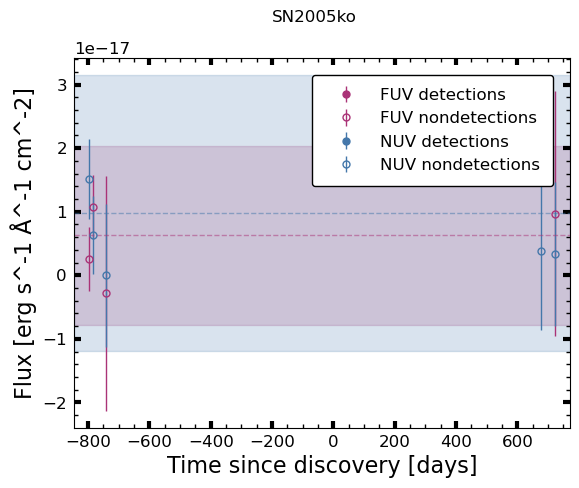 SN2005ko
1e−17
FUV detections
FUV nondetections
NUV detections
NUV nondetections
3
2
1
0
−1
−2
Flux [erg s^-1 Å^-1 cm^-2]
−800 −600 −400 −200 0 200 400 600
Time since discovery [days]